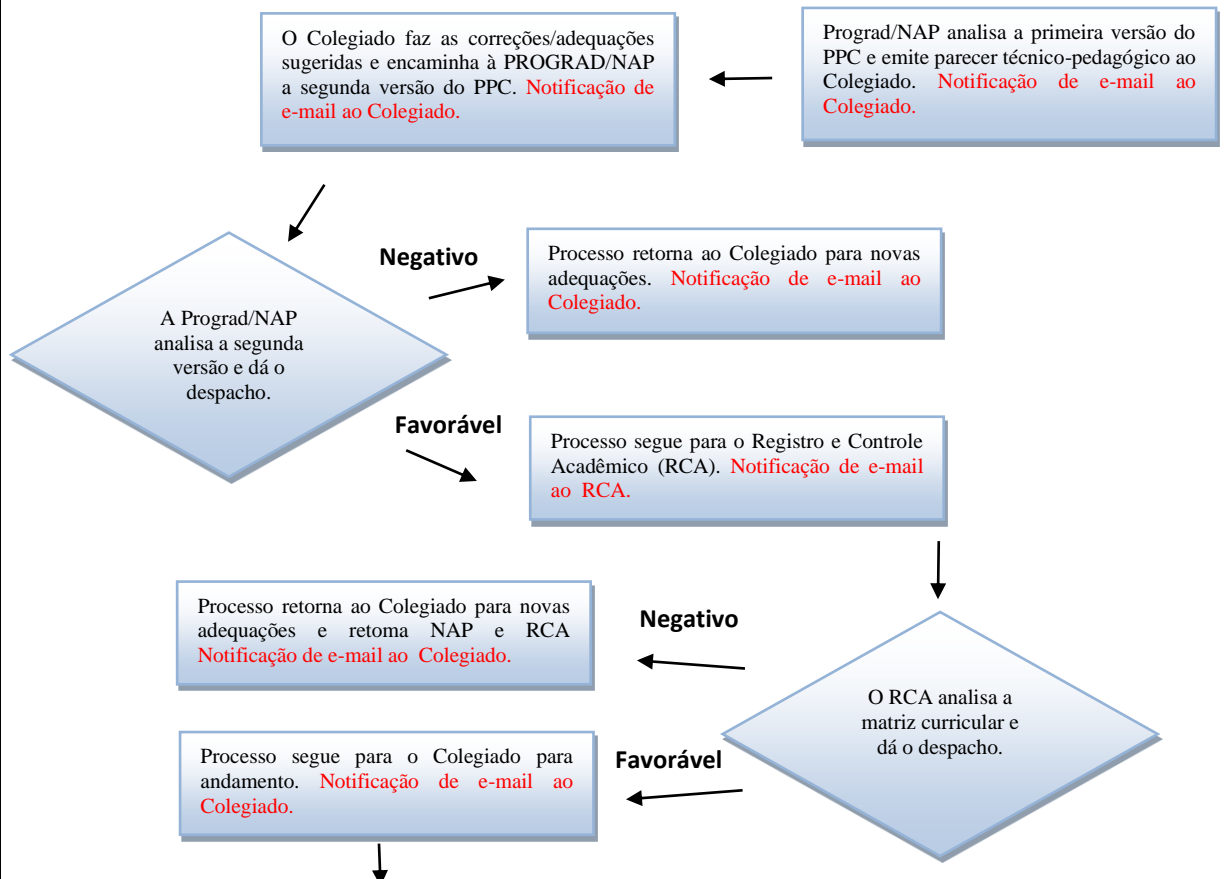 O Colegiado faz as correções/adequações
sugeridas e encaminha à PROGRAD/NAP
a segunda versão do PPC. Notificação de
e-mail ao Colegiado.
Prograd/NAP analisa a primeira versão do
PPC e emite parecer técnico-pedagógico ao
Colegiado. Notificação de e-mail ao
Colegiado.
A Prograd/NAP
analisa a segunda
versão e dá o
despacho.
Negativo
Processo retorna ao Colegiado para novas
adequações. Notificação de e-mail ao
Colegiado.
Favorável
Processo segue para o Registro e Controle
Acadêmico (RCA). Notificação de e-mail
ao RCA.
O RCA analisa a
matriz curricular e
dá o despacho.
Negativo
Processo retorna ao Colegiado para novas
adequações e retoma NAP e RCA
Notificação de e-mail ao Colegiado.
Favorável
Processo segue para o Colegiado para
andamento. Notificação de e-mail ao
Colegiado.